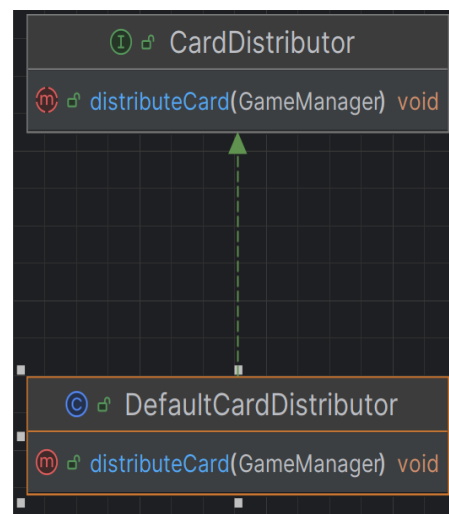 I CardDistributor
m distributeCard(GameManager) void
C DefaultCardDistributor
m distributeCard(GameManager) void